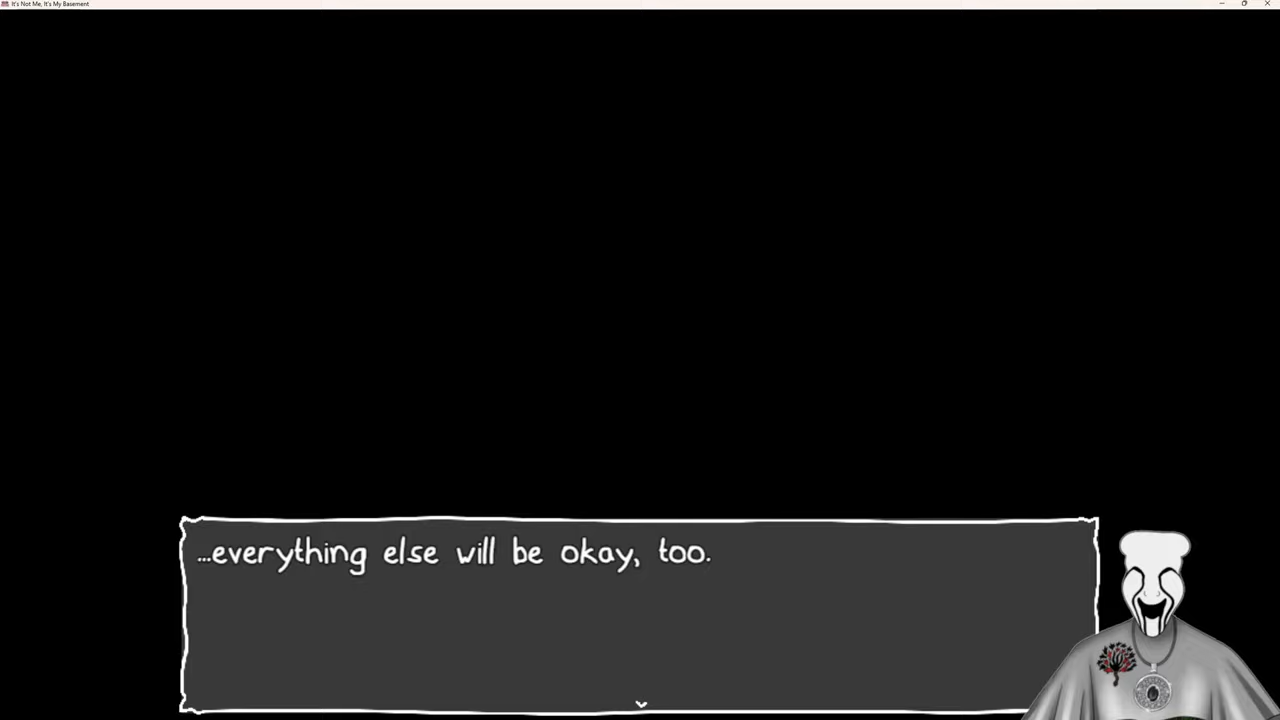 It's Not Me, It's My Basement
...everything else will be okay, too.